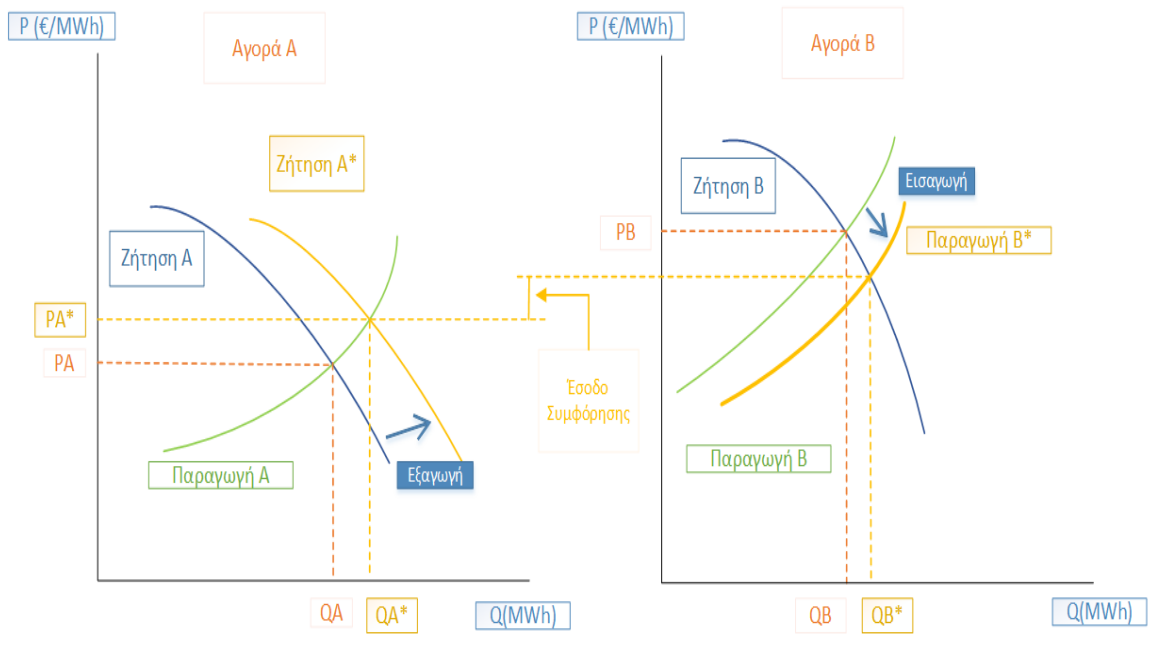 P (€/MWh)
Αγορά Α
Ζήτηση Α*
Ζήτηση Α
PA*
PA
Παραγωγή Α
Εξαγωγή
QA
QA*
Q(MWh)
Έσοδο
Συμφόρησης
P (€/MWh)
Αγορά Β
Ζήτηση Β
Εισαγωγή
PB
Παραγωγή Β*
Παραγωγή Β
QB
QB*
Q(MWh)